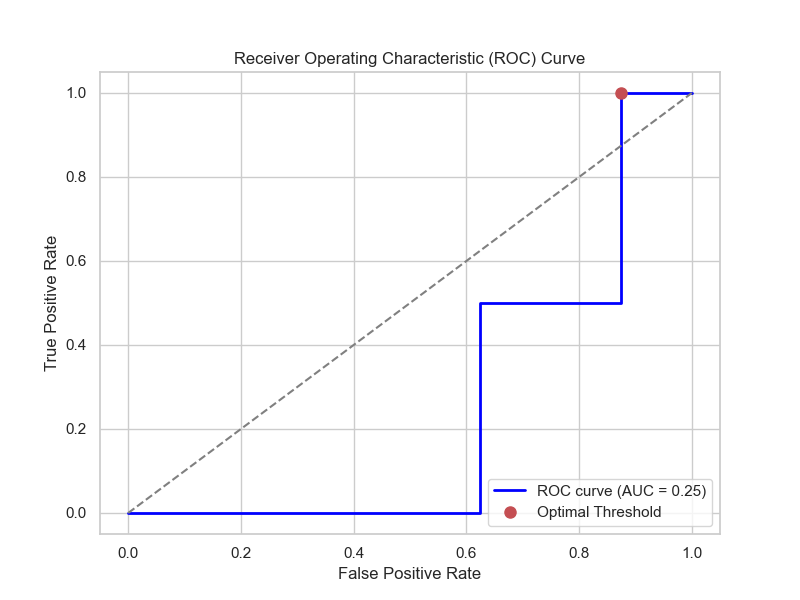 Receiver Operating Characteristic (ROC) Curve
True Positive Rate
1.0
0.8
0.6
0.4
0.2
0.0
ROC curve (AUC = 0.25)
Optimal Threshold
0.0 0.2 0.4 0.6 0.8 1.0
False Positive Rate